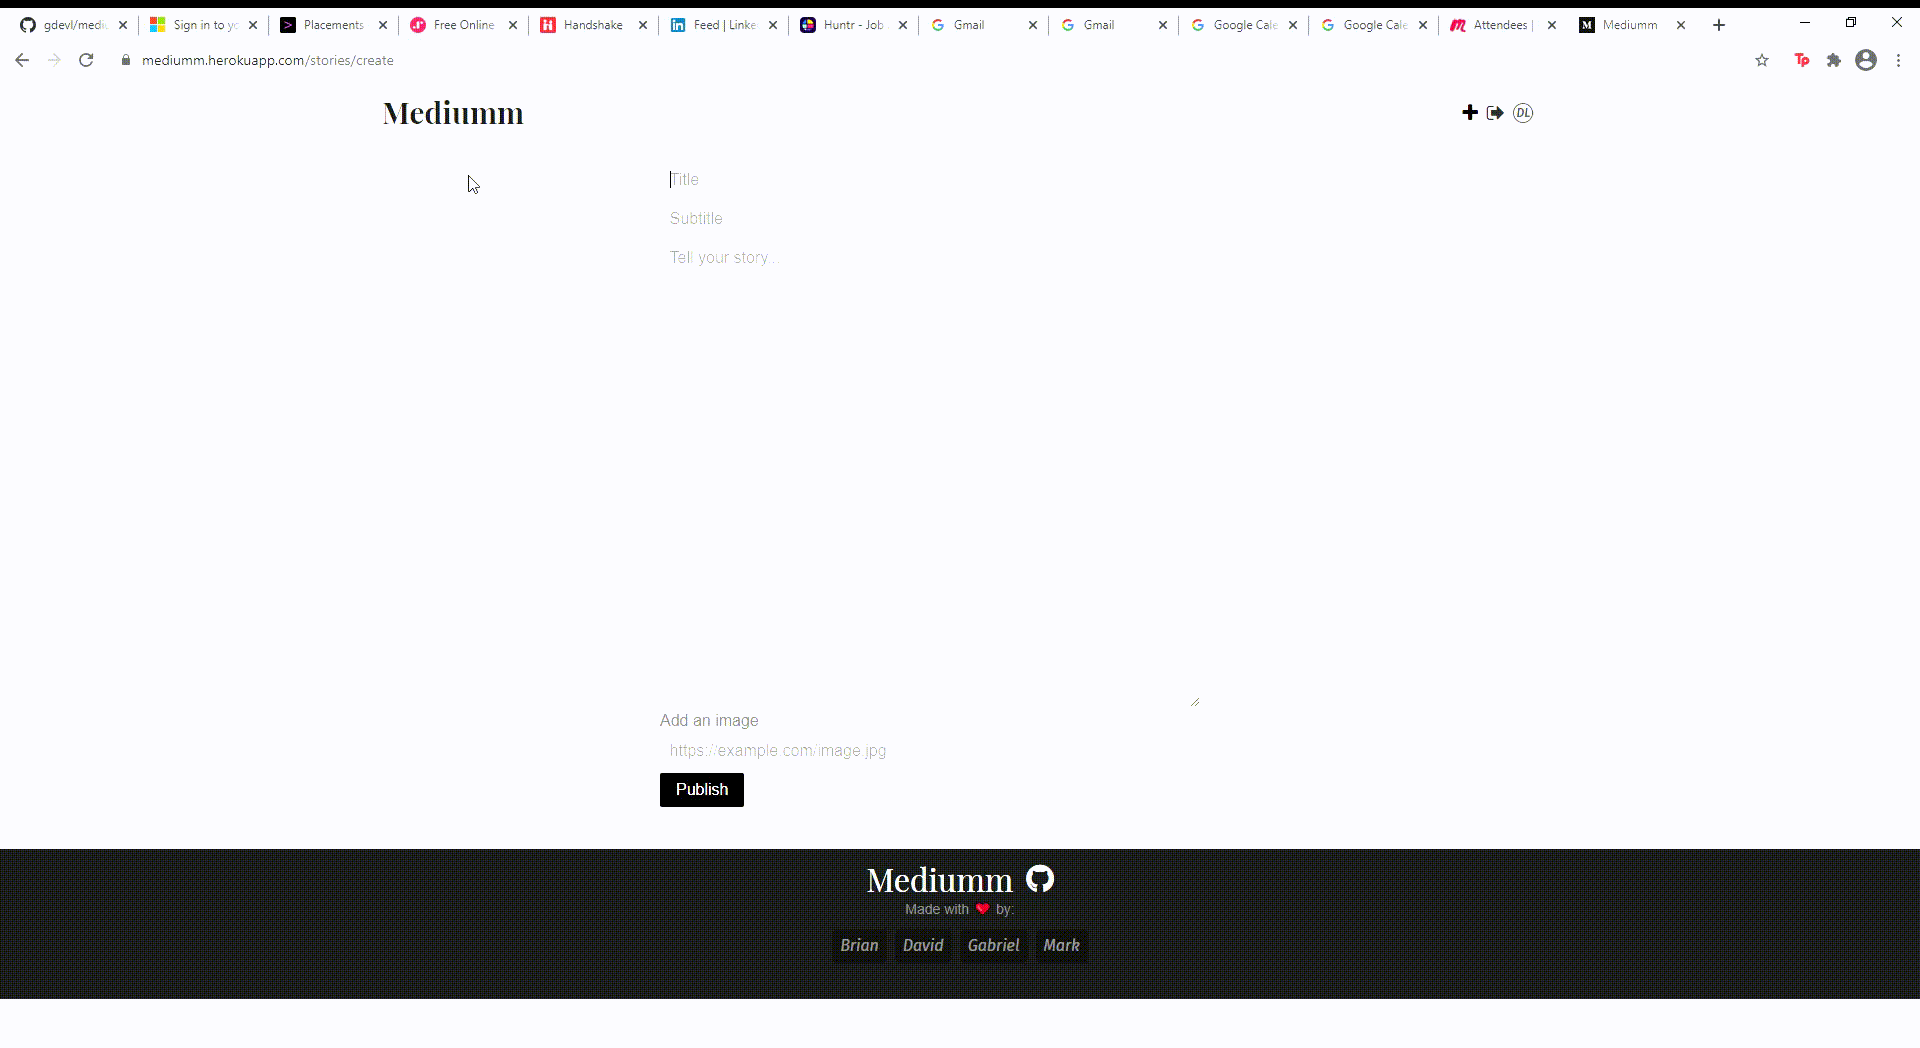 gdevl/mediu Sign in to yo Placements Free Online Handshake Feed | Linke Huntr - Job Gmail Gmail Google Cale Google Cale Attendees | Mediumm
mediumm.herokuapp.com/stories/create
Mediumm DL
Title
Subtitle
Tell your story...
Add an image
https://example.com/image.jpg
Publish
Mediumm
Made with ❤ by:
Brian David Gabriel Mark